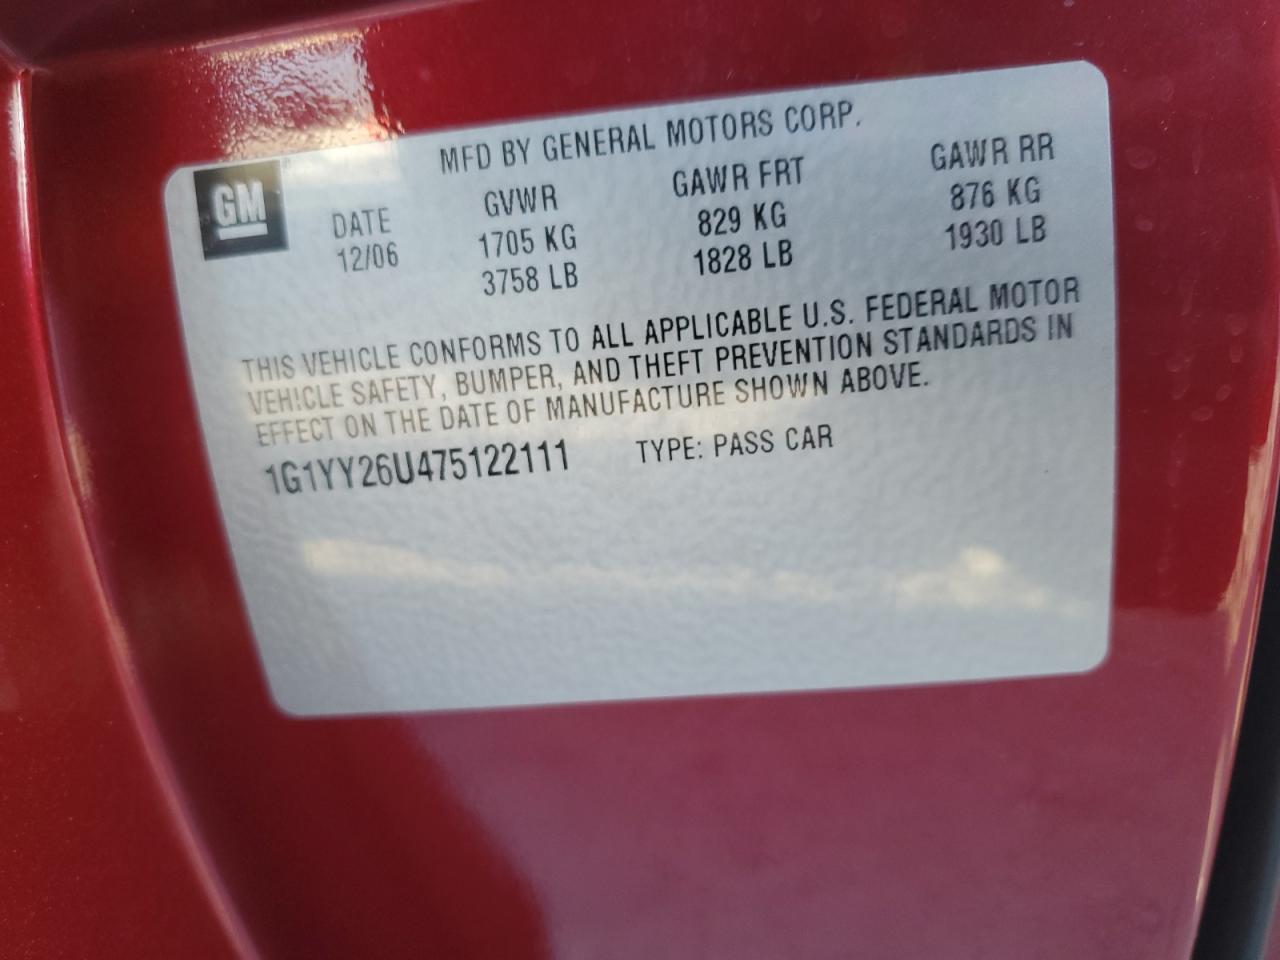 MFD BY GENERAL MOTORS CORP.
GM
DATE GVWR GAWR FRT GAWR RR
12/06 1705 KG 829 KG 876 KG
3758 LB 1828 LB 1930 LB
THIS VEHICLE CONFORMS TO ALL APPLICABLE U.S. FEDERAL MOTOR
VEHICLE SAFETY, BUMPER, AND THEFT PREVENTION STANDARDS IN
EFFECT ON THE DATE OF MANUFACTURE SHOWN ABOVE.
1G1YY26U475122111 TYPE: PASS CAR